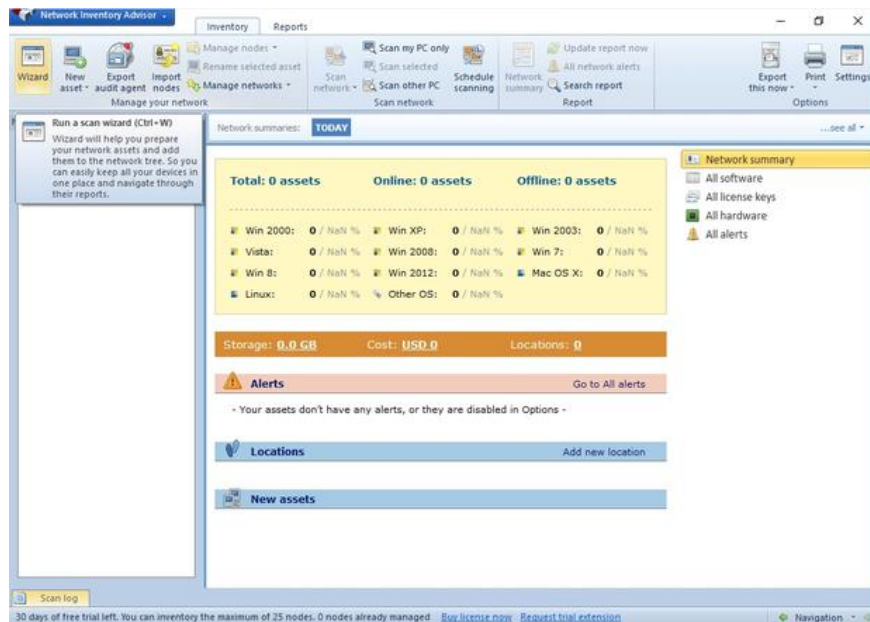 Network Inventory Advisor
Inventory Reports
Wizard
New asset
Export audit agent
Import nodes
Manage nodes
Rename selected asset
Manage networks
Manage your network
Scan network
Scan my PC only
Scan selected
Scan other PC
Schedule scanning
Scan network
Network summary
Update report now
All network alerts
Search report
Report
Export this now
Print
Settings
Options
Run a scan wizard (Ctrl+W)
Wizard will help you prepare
your network assets and add
them to the network tree. So you
can easily keep all your devices in
one place and navigate through
their reports.
Network summaries: TODAY ...see all
Total: 0 assets Online: 0 assets Offline: 0 assets
Win 2000: 0 / NaN % Win XP: 0 / NaN % Win 2003: 0 / NaN %
Vista: 0 / NaN % Win 2008: 0 / NaN % Win 7: 0 / NaN %
Win 8: 0 / NaN % Win 2012: 0 / NaN % Mac OS X: 0 / NaN %
Linux: 0 / NaN % Other OS: 0 / NaN %
Storage: 0.0 GB Cost: USD 0 Locations: 0
Alerts Go to All alerts
- Your assets don't have any alerts, or they are disabled in Options -
Locations Add new location
New assets
Network summary
All software
All license keys
All hardware
All alerts
Scan log
30 days of free trial left. You can inventory the maximum of 25 nodes. 0 nodes already managed Buy license now Request trial extension Navigation